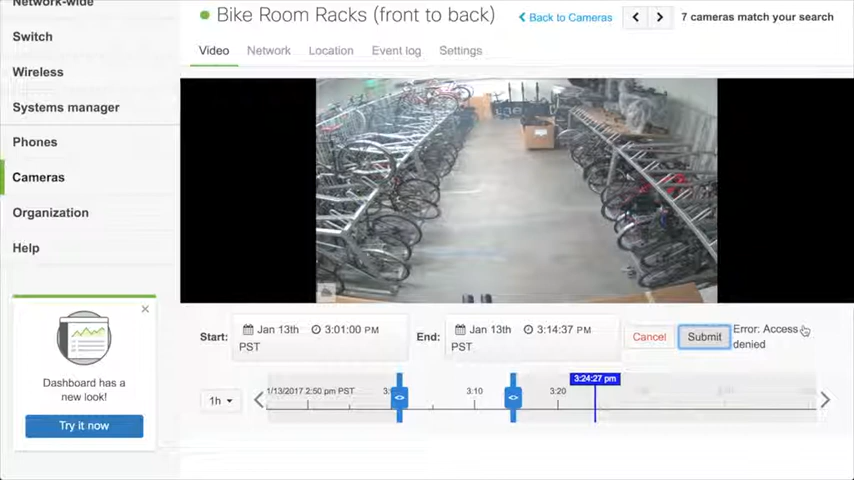 Network-wide
Switch
Wireless
Systems manager
Phones
Cameras
Organization
Help
Dashboard has a
new look!
Try it now
Bike Room Racks (front to back)
Back to Cameras
7 cameras match your search
Video Network Location Event log Settings
Start: Jan 13th 3:01:00 PM
PST
End: Jan 13th 3:14:37 PM
PST
Cancel Submit Error: Access
denied
3:24:27 pm
1/13/2017 2:50 pm PST 3:10 3:20
1h